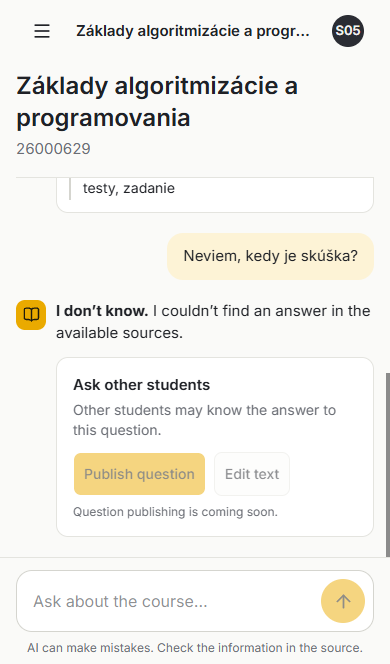 Základy algoritmizácie a progr...
S05
Základy algoritmizácie a
programovania
26000629
testy, zadanie
Neviem, kedy je skúška?
I don't know. I couldn't find an answer in the
available sources.
Ask other students
Other students may know the answer to
this question.
Publish question
Edit text
Question publishing is coming soon.
Ask about the course...
AI can make mistakes. Check the information in the source.